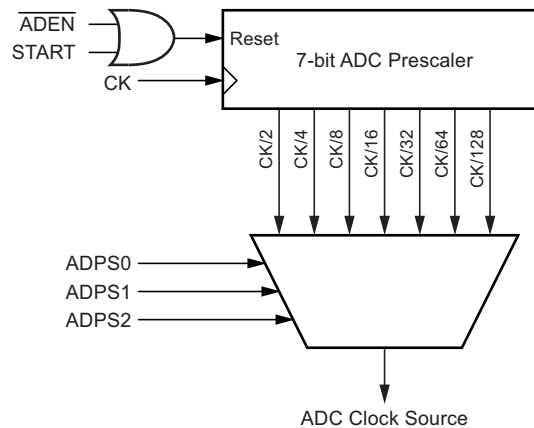 ADEN
START
CK
Reset
7-bit ADC Prescaler
CK/2
CK/4
CK/8
CK/16
CK/32
CK/64
CK/128
ADPS0
ADPS1
ADPS2
ADC Clock Source